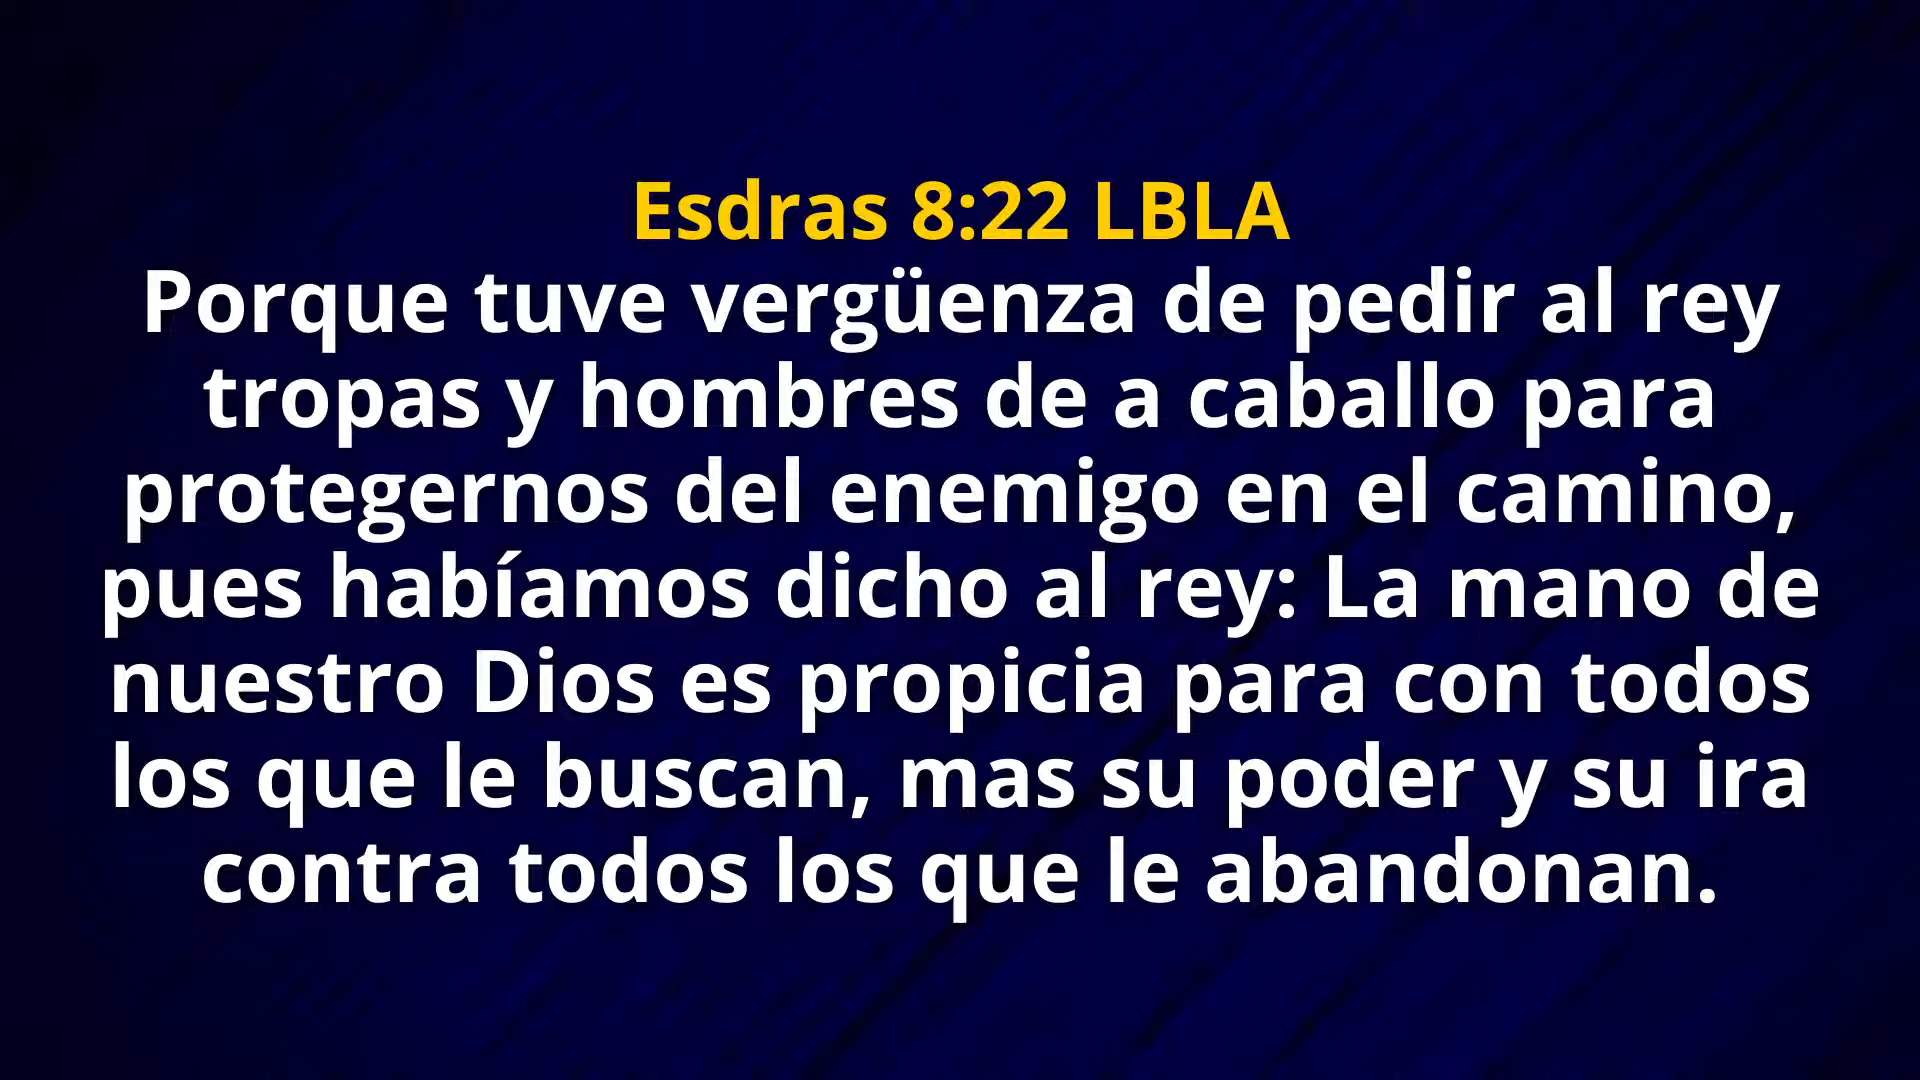 Esdras 8:22 LBLA
Porque tuve vergüenza de pedir al rey
tropas y hombres de a caballo para
protegernos del enemigo en el camino,
pues habíamos dicho al rey: La mano de
nuestro Dios es propicia para con todos
los que le buscan, mas su poder y su ira
contra todos los que le abandonan.